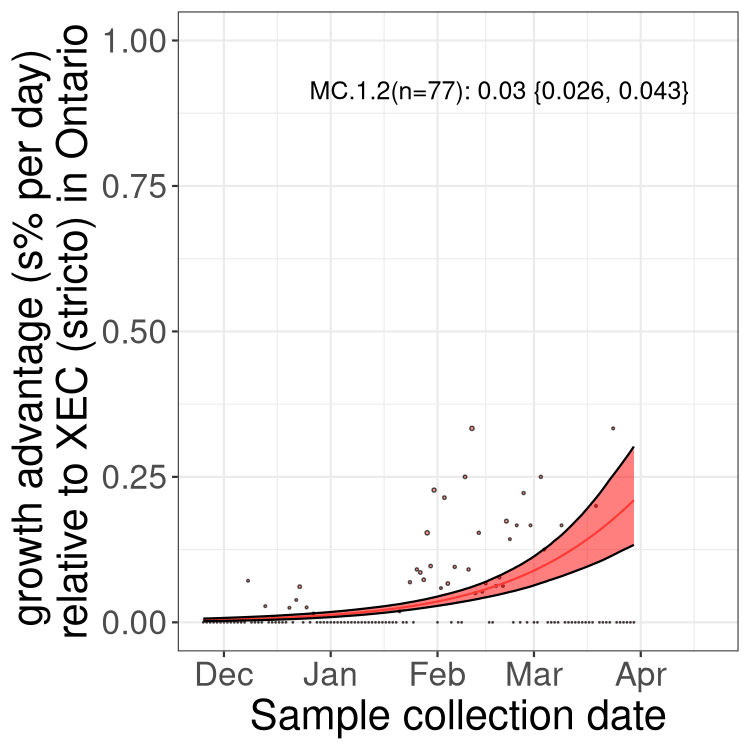 growth advantage (s% per day)
relative to XEC (stricto) in Ontario
1.00
0.75
0.50
0.25
0.00
MC.1.2(n=77): 0.03 {0.026, 0.043}
Dec Jan Feb Mar Apr
Sample collection date